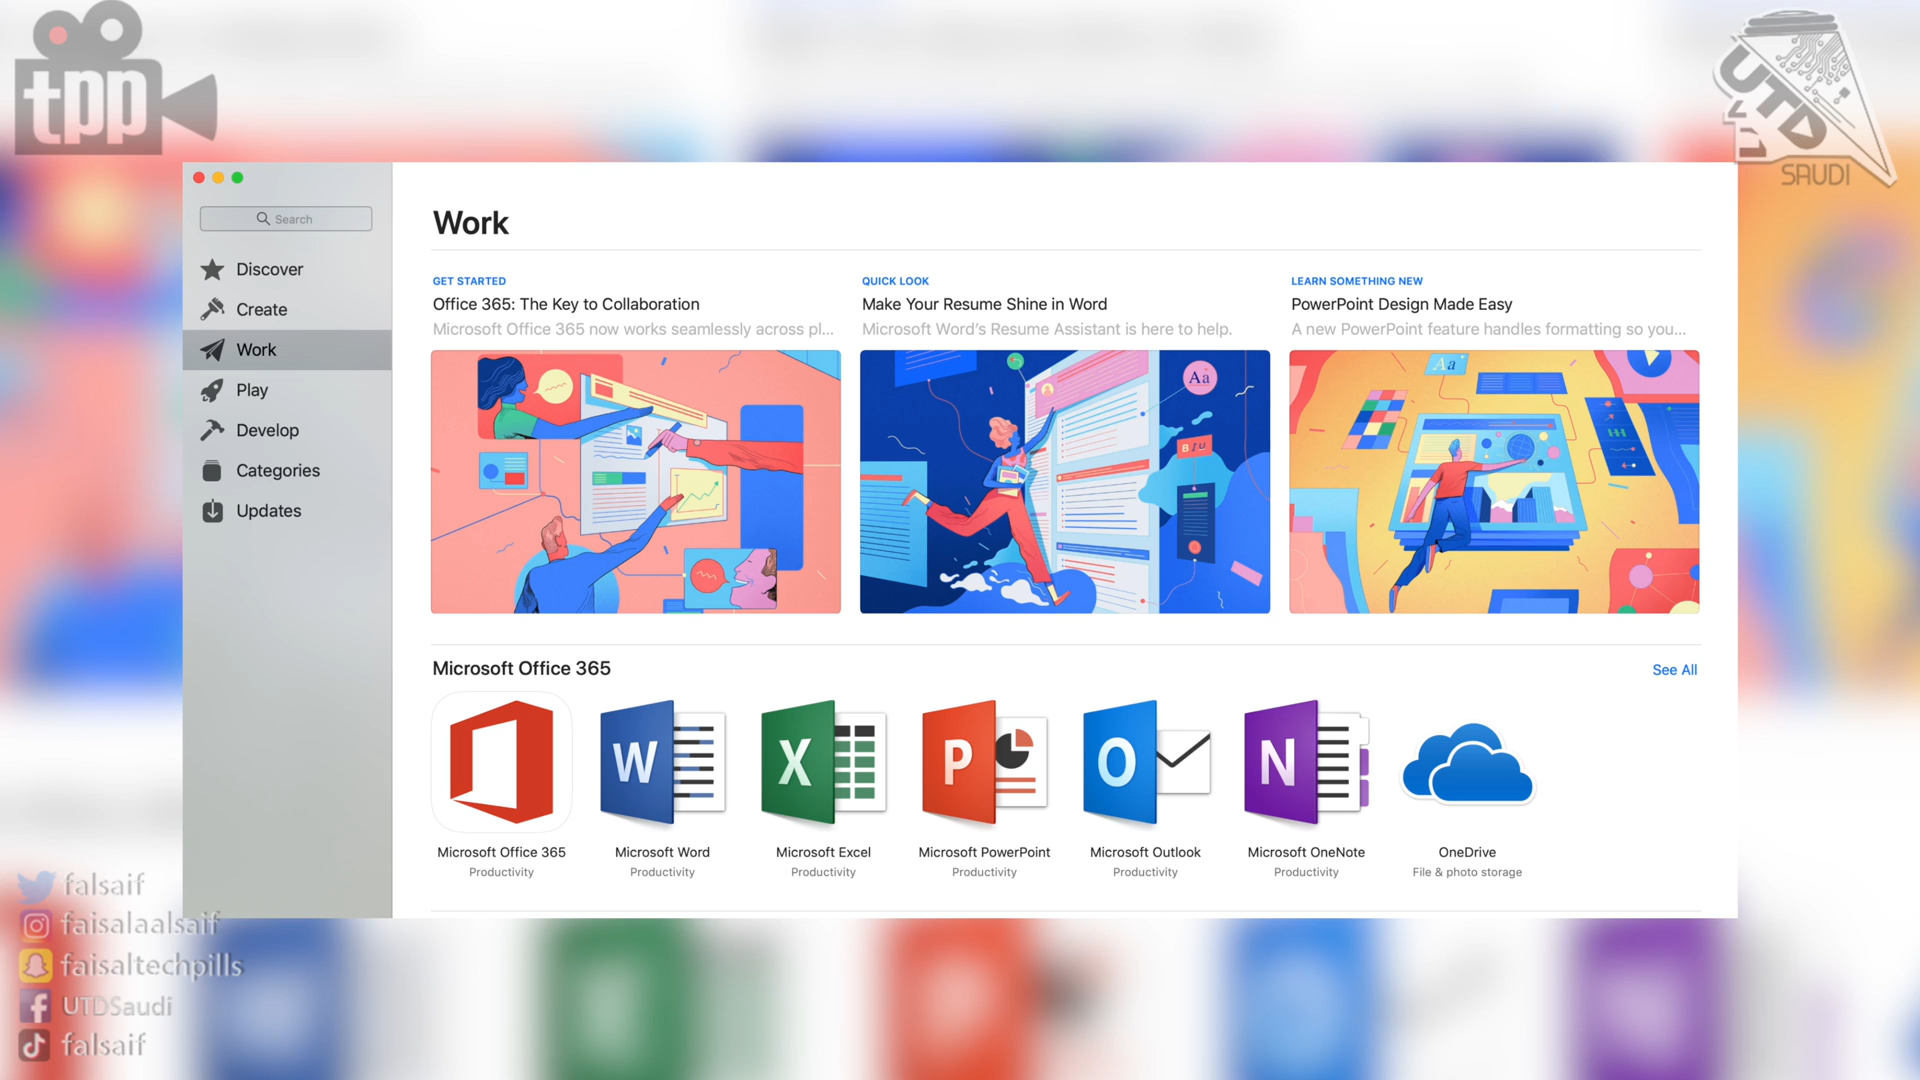 tpp
UTD
SAUDI
Search
Discover
Create
Work
Play
Develop
Categories
Updates
Work
GET STARTED
Office 365: The Key to Collaboration
Microsoft Office 365 now works seamlessly across pl...
QUICK LOOK
Make Your Resume Shine in Word
Microsoft Word's Resume Assistant is here to help.
LEARN SOMETHING NEW
PowerPoint Design Made Easy
A new PowerPoint feature handles formatting so you...
Aa
B I U
Aa
Microsoft Office 365
See All
W
X
P
O
N
Microsoft Office 365
Productivity
Microsoft Word
Productivity
Microsoft Excel
Productivity
Microsoft PowerPoint
Productivity
Microsoft Outlook
Productivity
Microsoft OneNote
Productivity
OneDrive
File & photo storage
falsaif
faisalaalsaif
faisaltechpills
UTDSaudi
falsaif